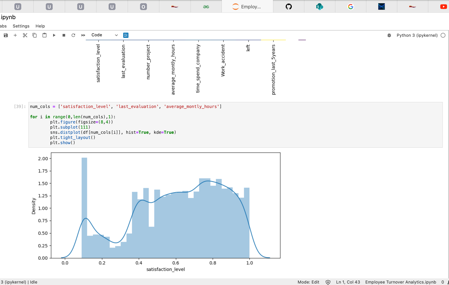 U U U U O Employ...
.ipynb
abs Settings Help
Code
Python 3 (ipykernel)
satisfaction_level
last_evaluation
number_project
average_montly_hours
time_spend_company
Work_accident
left
promotion_last_5years
num_cols = ['satisfaction_level', 'last_evaluation', 'average_montly_hours']
for i in range(0,len(num_cols),1):
plt.figure(figsize=(8,4))
plt.subplot(111)
sns.distplot(df[num_cols[i]], hist=True, kde=True)
plt.tight_layout()
plt.show()
2.00
1.75
1.50
1.25
1.00
0.75
0.50
0.25
0.00
Density
0.0 0.2 0.4 0.6 0.8 1.0
satisfaction_level
3 (ipykernel) | Idle
Mode: Edit Ln 1, Col 43 Employee Turnover Analytics.ipynb 0